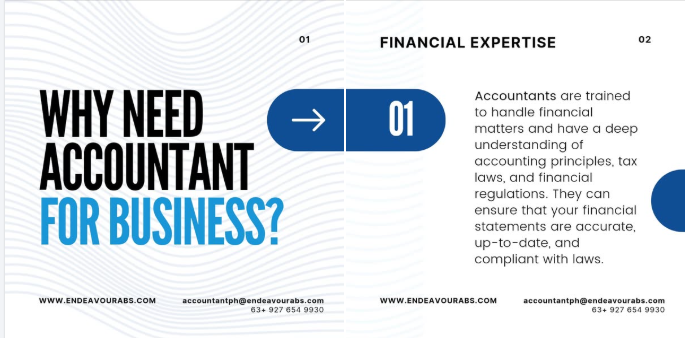 01
WHY NEED
ACCOUNTANT
FOR BUSINESS?
WWW.ENDEAVOURABS.COM
accountantph@endeavourabs.com
63+ 927 654 9930
FINANCIAL EXPERTISE
02
01
Accountants are trained
to handle financial
matters and have a deep
understanding of
accounting principles, tax
laws, and financial
regulations. They can
ensure that your financial
statements are accurate,
up-to-date, and
compliant with laws.
WWW.ENDEAVOURABS.COM
accountantph@endeavourabs.com
63+ 927 654 9930